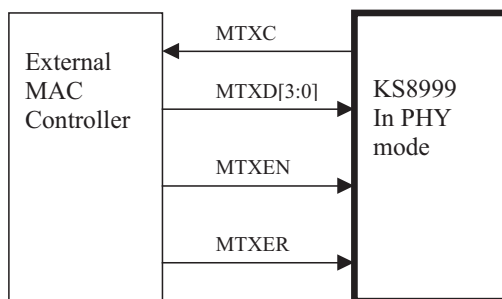 External
MAC
Controller
MTXC
MTXD[3:0]
MTXEN
MTXER
KS8999
In PHY
mode